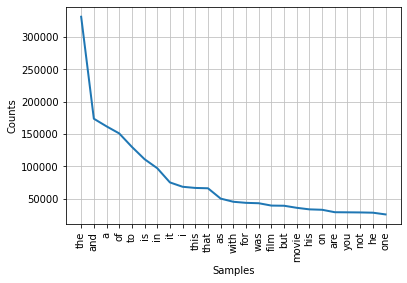 300000
250000
200000
150000
100000
50000
Counts
the and a of to is in it i this that as with for was film but movie his on are you not he one
Samples